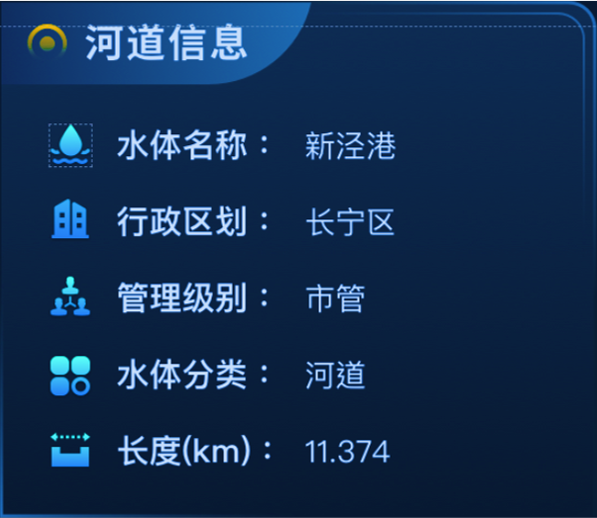 河道信息
水体名称： 新泾港
行政区划： 长宁区
管理级别： 市管
水体分类： 河道
长度(km)： 11.374